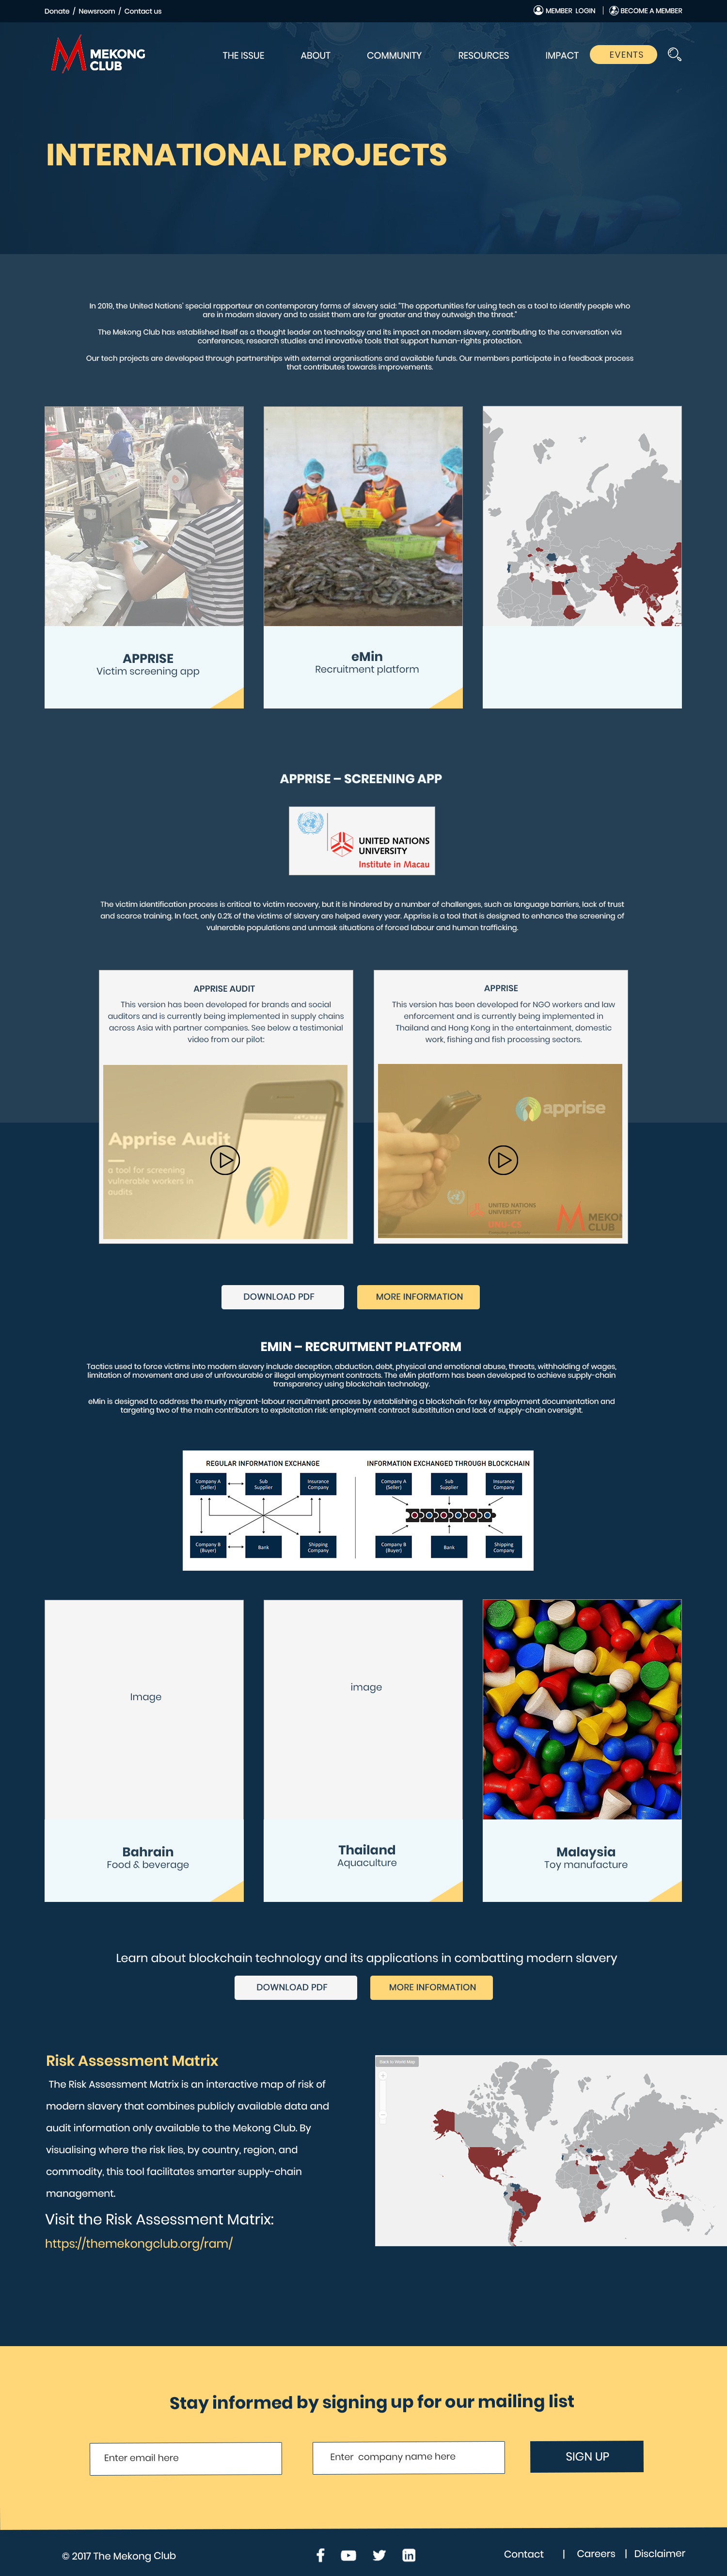 Donate / Newsroom / Contact us
MEMBER LOGIN | BECOME A MEMBER
MEKONG
CLUB
THE ISSUE
ABOUT
COMMUNITY
RESOURCES
IMPACT
EVENTS
INTERNATIONAL PROJECTS
In 2019, the United Nations' special rapporteur on contemporary forms of slavery said: "The opportunities for using tech as a tool to identify people who
are in modern slavery and to assist them are far greater and they outweigh the threat."
The Mekong Club has established itself as a thought leader on technology and its impact on modern slavery, contributing to the conversation via
conferences, research studies and innovative tools that support human-rights protection.
Our tech projects are developed through partnerships with external organisations and available funds. Our members participate in a feedback process
that contributes towards improvements.
APPRISE
Victim screening app
eMin
Recruitment platform
APPRISE – SCREENING APP
UNITED NATIONS
UNIVERSITY
Institute in Macau
The victim identification process is critical to victim recovery, but it is hindered by a number of challenges, such as language barriers, lack of trust
and scarce training. In fact, only 0.2% of the victims of slavery are helped every year. Apprise is a tool that is designed to enhance the screening of
vulnerable populations and unmask situations of forced labour and human trafficking.
APPRISE AUDIT
This version has been developed for brands and social
auditors and is currently being implemented in supply chains
across Asia with partner companies. See below a testimonial
video from our pilot:
Apprise Audit
a tool for screening
vulnerable workers in
audits
APPRISE
This version has been developed for NGO workers and law
enforcement and is currently being implemented in
Thailand and Hong Kong in the entertainment, domestic
work, fishing and fish processing sectors.
apprise
UNITED NATIONS
UNIVERSITY
UNU-CS
MEKON
CLUB
DOWNLOAD PDF
MORE INFORMATION
EMIN – RECRUITMENT PLATFORM
Tactics used to force victims into modern slavery include deception, abduction, debt, physical and emotional abuse, threats, withholding of wages,
limitation of movement and use of unfavourable or illegal employment contracts. The eMin platform has been developed to achieve supply-chain
transparency using blockchain technology.
eMin is designed to address the murky migrant-labour recruitment process by establishing a blockchain for key employment documentation and
targeting two of the main contributors to exploitation risk: employment contract substitution and lack of supply-chain oversight.
REGULAR INFORMATION EXCHANGE
Company A
(Seller)
Sub
Supplier
Insurance
Company
Company B
(Buyer)
Bank
Shipping
Company
INFORMATION EXCHANGED THROUGH BLOCKCHAIN
Company A
(Seller)
Sub
Supplier
Insurance
Company
Company B
(Buyer)
Bank
Shipping
Company
Image
Bahrain
Food & beverage
image
Thailand
Aquaculture
Malaysia
Toy manufacture
Learn about blockchain technology and its applications in combatting modern slavery
DOWNLOAD PDF
MORE INFORMATION
Risk Assessment Matrix
The Risk Assessment Matrix is an interactive map of risk of
modern slavery that combines publicly available data and
audit information only available to the Mekong Club. By
visualising where the risk lies, by country, region, and
commodity, this tool facilitates smarter supply-chain
management.
Visit the Risk Assessment Matrix:
https://themekongclub.org/ram/
Back to World Map
Stay informed by signing up for our mailing list
Enter email here
Enter company name here
SIGN UP
© 2017 The Mekong Club
Contact | Careers | Disclaimer